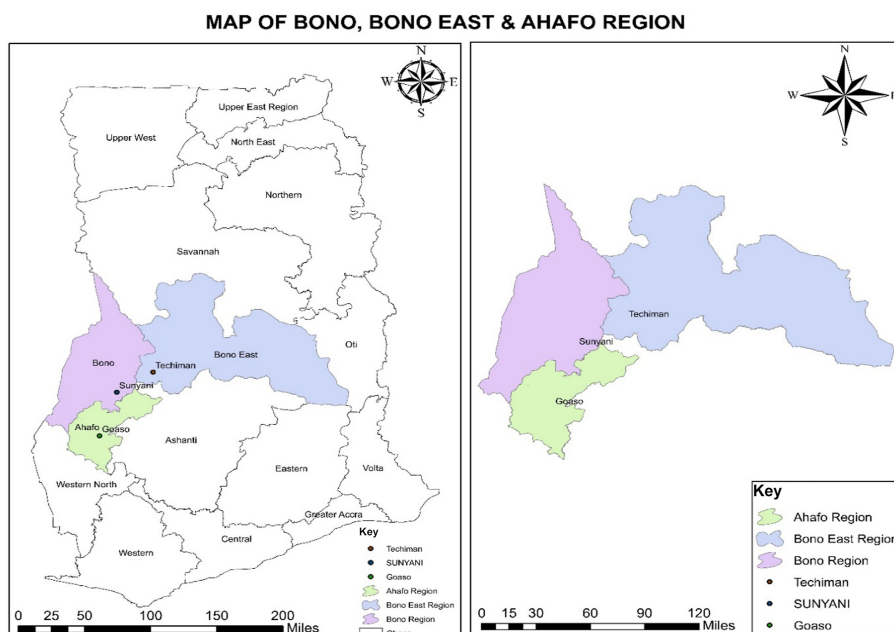 MAP OF BONO, BONO EAST & AHAFO REGION
N
W E
S
Upper East Region
Upper West
North East
Northern
Savannah
Oti
Bono
Bono East
Techiman
Sunyani
Ahafo Goaso
Ashanti
Western North
Eastern
Volta
Greater Accra
Central
Western
Key
Techiman
SUNYANI
Goaso
Ahafo Region
Bono East Region
Bono Region
0 25 50 100 150 200
Miles
N
W
S
Techiman
Sunyani
Goaso
Key
Ahafo Region
Bono East Region
Bono Region
Techiman
SUNYANI
Goaso
0 15 30 60 90 120
Miles